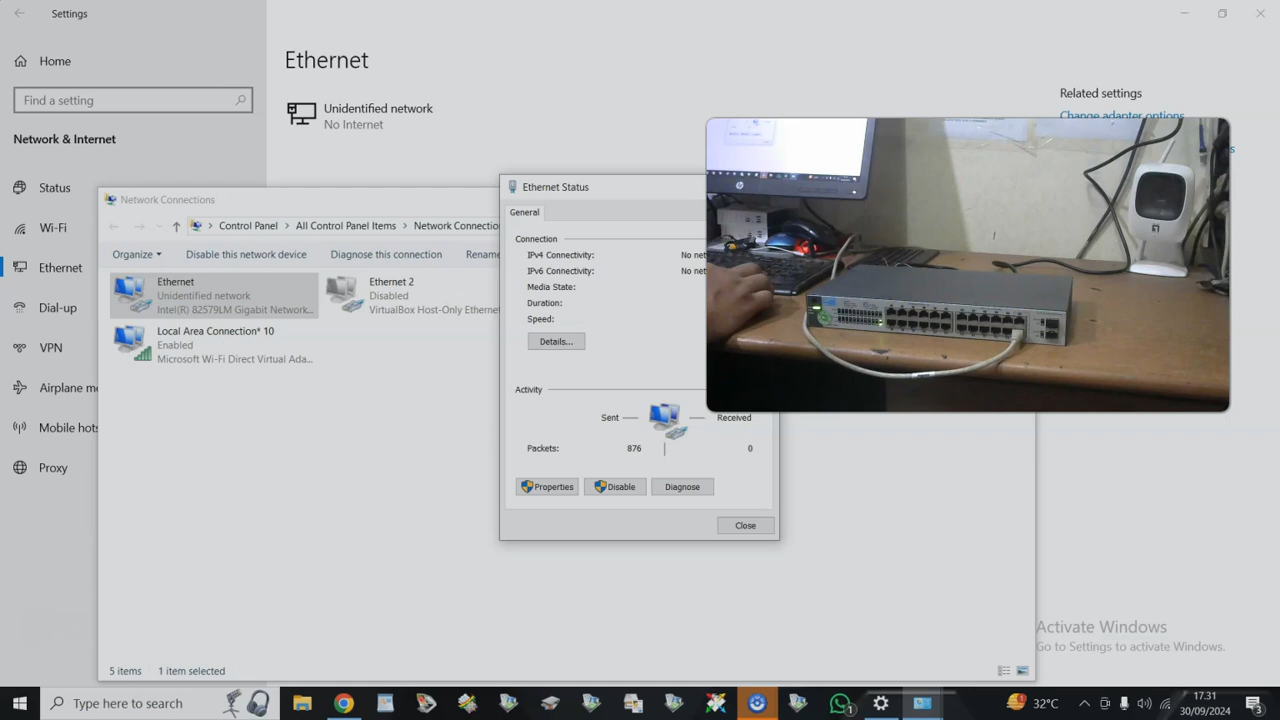 Settings
Home
Find a setting
Network & Internet
Status
Wi-Fi
Ethernet
Dial-up
VPN
Airplane m
Mobile hots
Proxy
Ethernet
Unidentified network
No Internet
Related settings
Change adapter options
s
Network Connections
Control Panel > All Control Panel Items > Network Connectio
Organize
Disable this network device
Diagnose this connection
Rename
Ethernet
Unidentified network
Intel(R) 82579LM Gigabit Network...
Ethernet 2
Disabled
VirtualBox Host-Only Ethernet
Local Area Connection* 10
Enabled
Microsoft Wi-Fi Direct Virtual Ada...
5 items
1 item selected
Ethernet Status
General
Connection
IPv4 Connectivity: No net
IPv6 Connectivity: No net
Media State:
Duration:
Speed:
Details...
Activity
Sent — — Received
Packets: 876 0
Properties
Disable
Diagnose
Close
hp
Activate Windows
Go to Settings to activate Windows.
Type here to search
1
32°C
17.31
30/09/2024
3